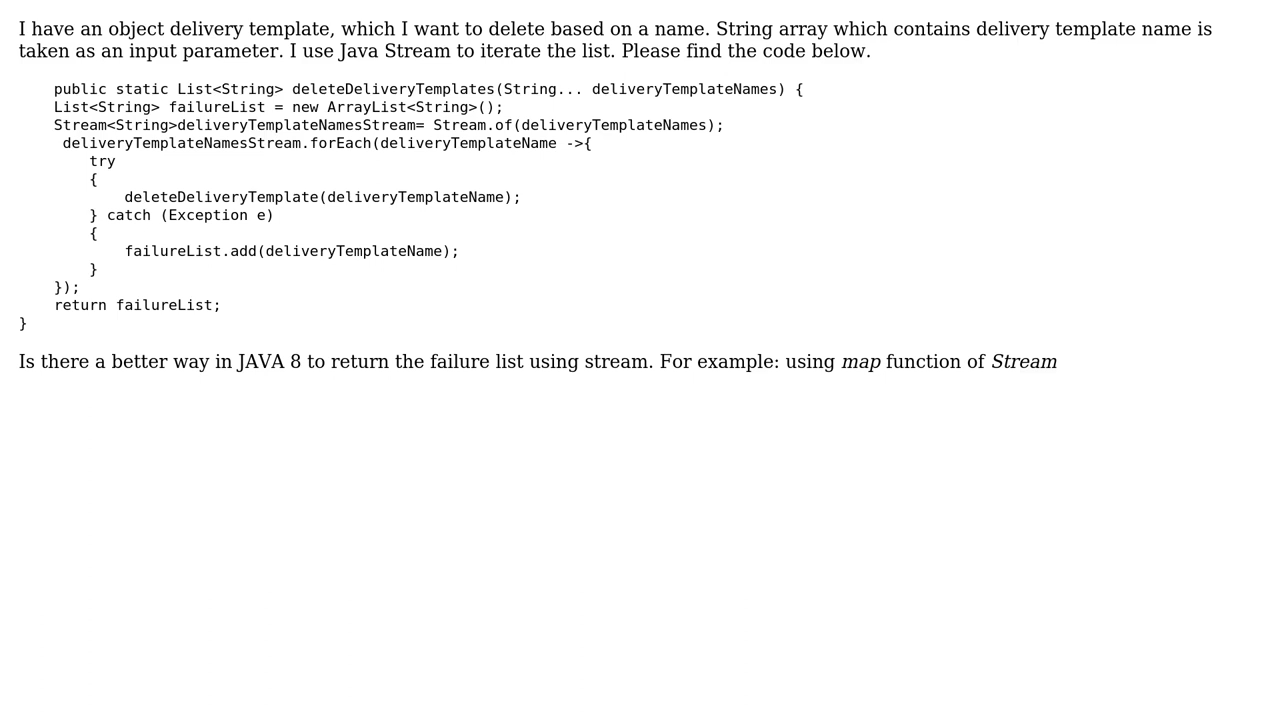 I have an object delivery template, which I want to delete based on a name. String array which contains delivery template name is
taken as an input parameter. I use Java Stream to iterate the list. Please find the code below.
    public static List<String> deleteDeliveryTemplates(String... deliveryTemplateNames) {
    List<String> failureList = new ArrayList<String>();
    Stream<String>deliveryTemplateNamesStream= Stream.of(deliveryTemplateNames);
     deliveryTemplateNamesStream.forEach(deliveryTemplateName ->{
        try
        {
            deleteDeliveryTemplate(deliveryTemplateName);
        } catch (Exception e)
        {
            failureList.add(deliveryTemplateName);
        }
    });
    return failureList;
}
Is there a better way in JAVA 8 to return the failure list using stream. For example: using map function of Stream